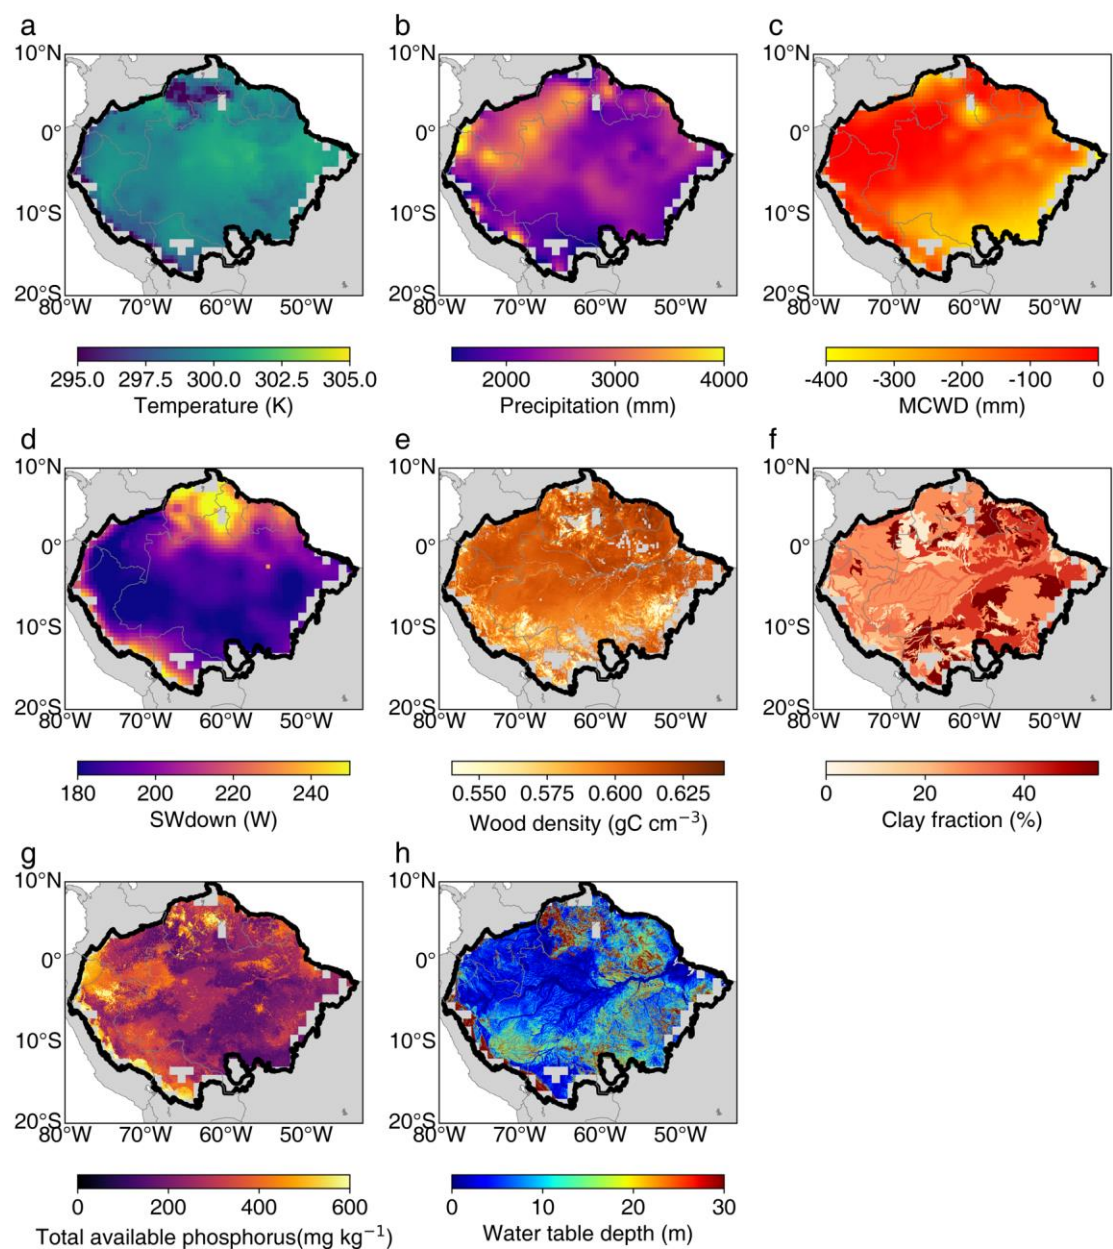 a b c
10°N
0°
10°S
20°S
80°W 70°W 60°W 50°W
10°N
0°
10°S
20°S
80°W 70°W 60°W 50°W
10°N
0°
10°S
20°S
80°W 70°W 60°W 50°W
295.0 297.5 300.0 302.5 305.0
Temperature (K)
2000 3000 4000
Precipitation (mm)
-400 -300 -200 -100 0
MCWD (mm)
d e f
10°N
0°
10°S
20°S
80°W 70°W 60°W 50°W
10°N
0°
10°S
20°S
80°W 70°W 60°W 50°W
10°N
0°
10°S
20°S
80°W 70°W 60°W 50°W
180 200 220 240
SWdown (W)
0.550 0.575 0.600 0.625
Wood density (gC cm⁻³)
0 20 40
Clay fraction (%)
g h
10°N
0°
10°S
20°S
80°W 70°W 60°W 50°W
10°N
0°
10°S
20°S
80°W 70°W 60°W 50°W
0 200 400 600
Total available phosphorus(mg kg⁻¹)
0 10 20 30
Water table depth (m)